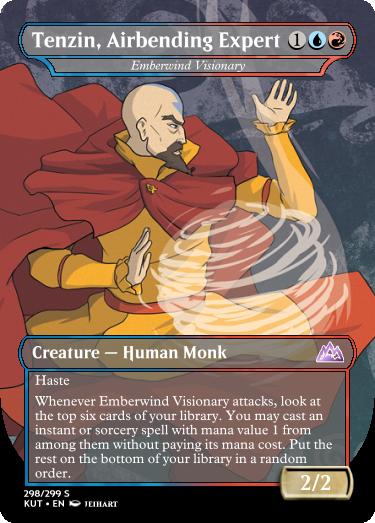 Tenzin, Airbending Expert 1
Emberwind Visionary
Creature — Human Monk
Haste
Whenever Emberwind Visionary attacks, look at
the top six cards of your library. You may cast an
instant or sorcery spell with mana value 1 from
among them without paying its mana cost. Put the
rest on the bottom of your library in a random
order.
2/2
298/299 S
KUT • EN JEIHART